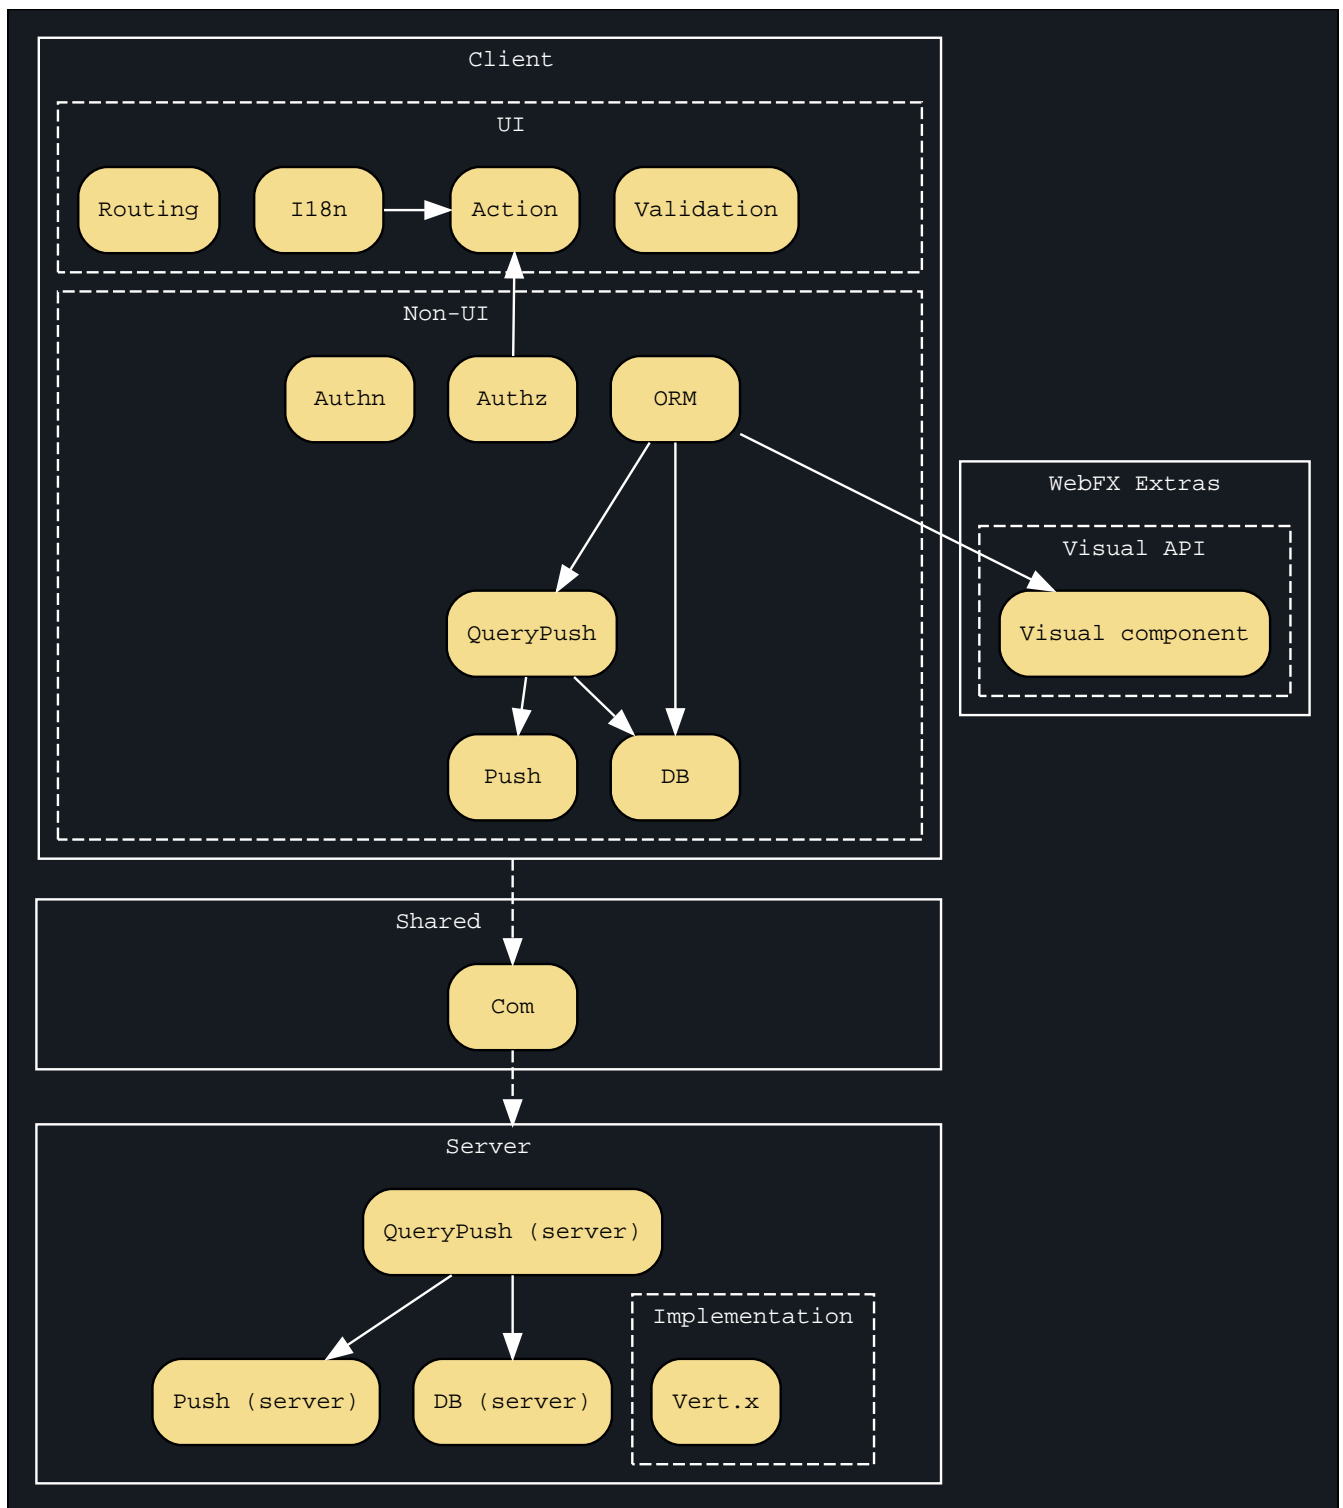 Client
UI
Routing
I18n
Action
Validation
Non-UI
Authn
Authz
ORM
WebFX Extras
Visual API
QueryPush
Visual component
Push
DB
Shared
Com
Server
QueryPush (server)
Implementation
Push (server)
DB (server)
Vert.x